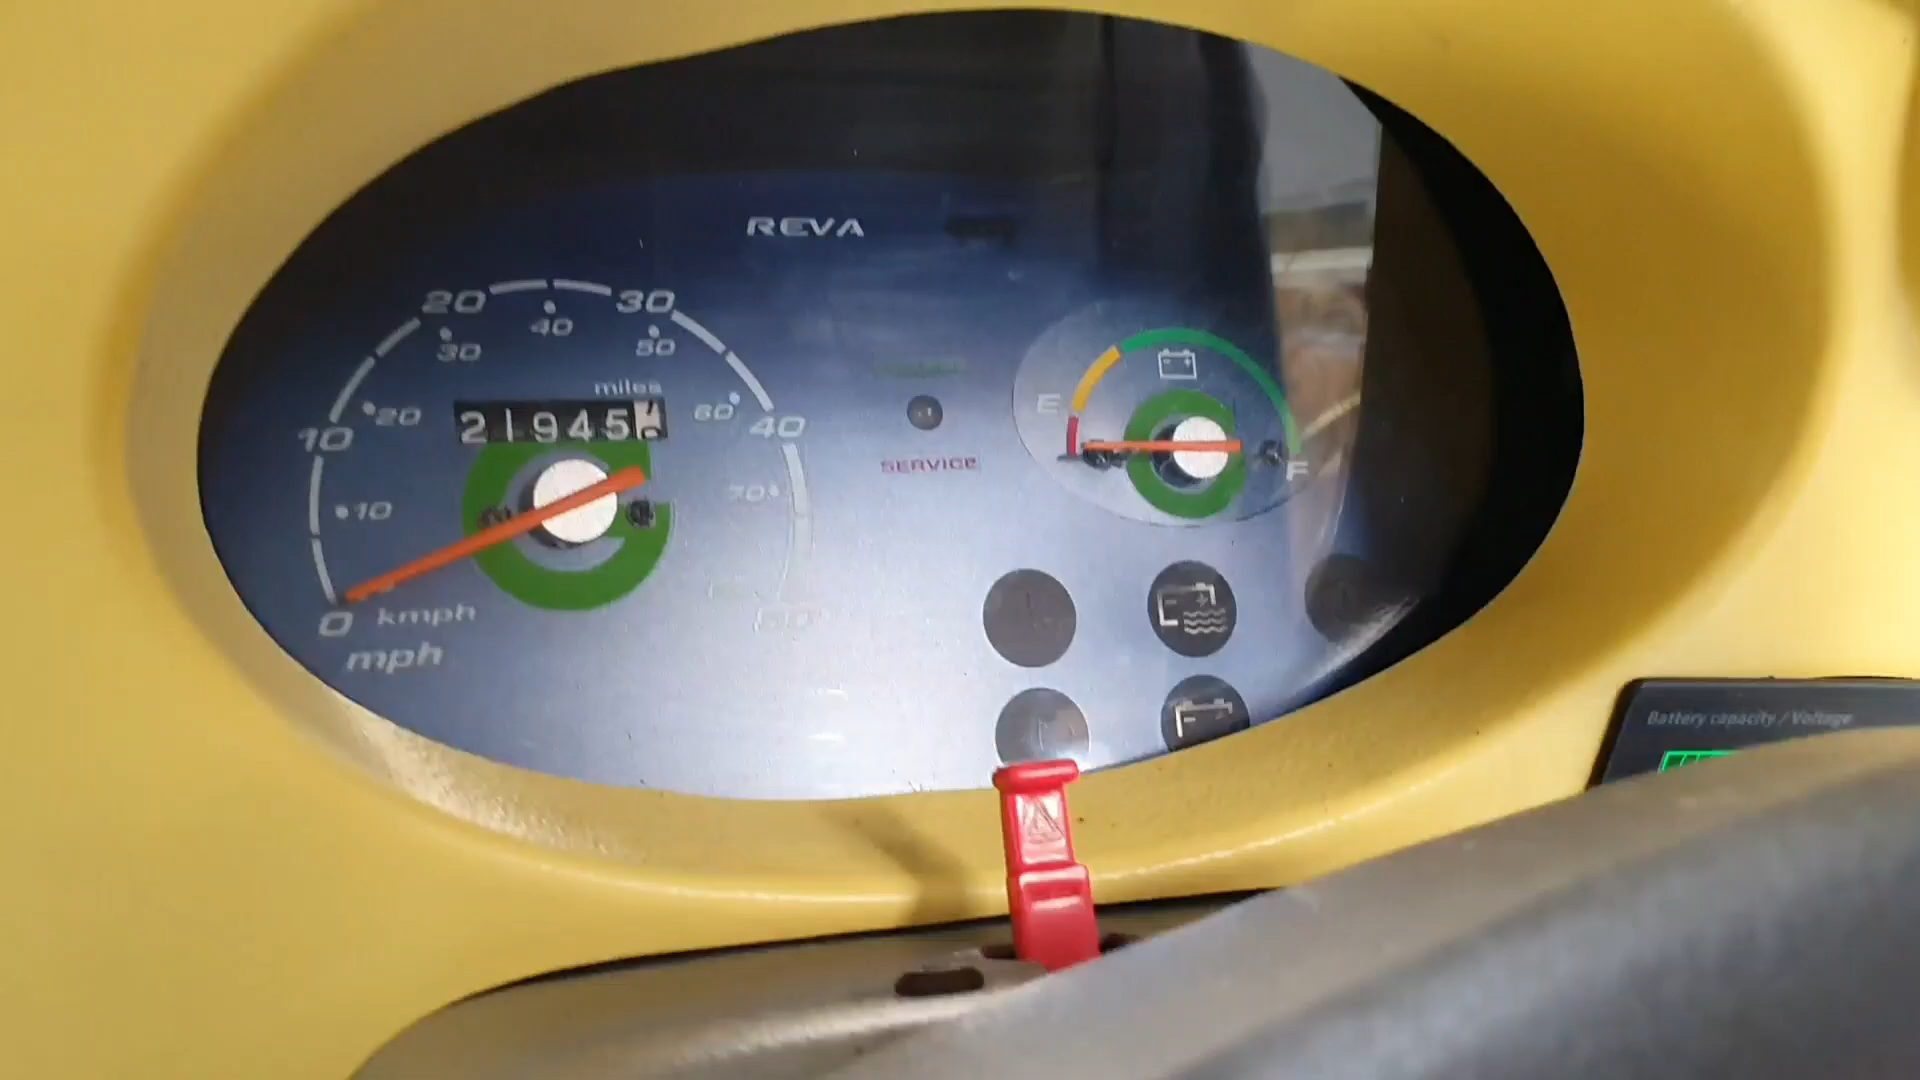 REVA
20 30
40
30 50
miles
20 21945 60
10 40
E
SERVICE
F
70
10
0 kmph
mph
80
Battery capacity / Voltage